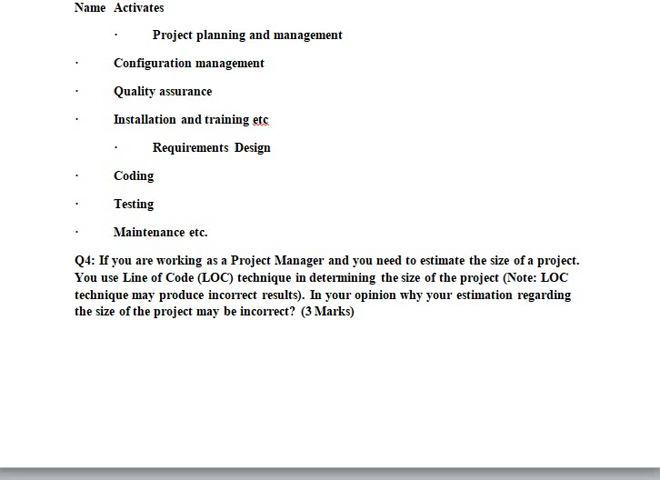 Name Activates
· Project planning and management
· Configuration management
· Quality assurance
· Installation and training etc
· Requirements Design
· Coding
· Testing
· Maintenance etc.
Q4: If you are working as a Project Manager and you need to estimate the size of a project.
You use Line of Code (LOC) technique in determining the size of the project (Note: LOC
technique may produce incorrect results). In your opinion why your estimation regarding
the size of the project may be incorrect? (3 Marks)